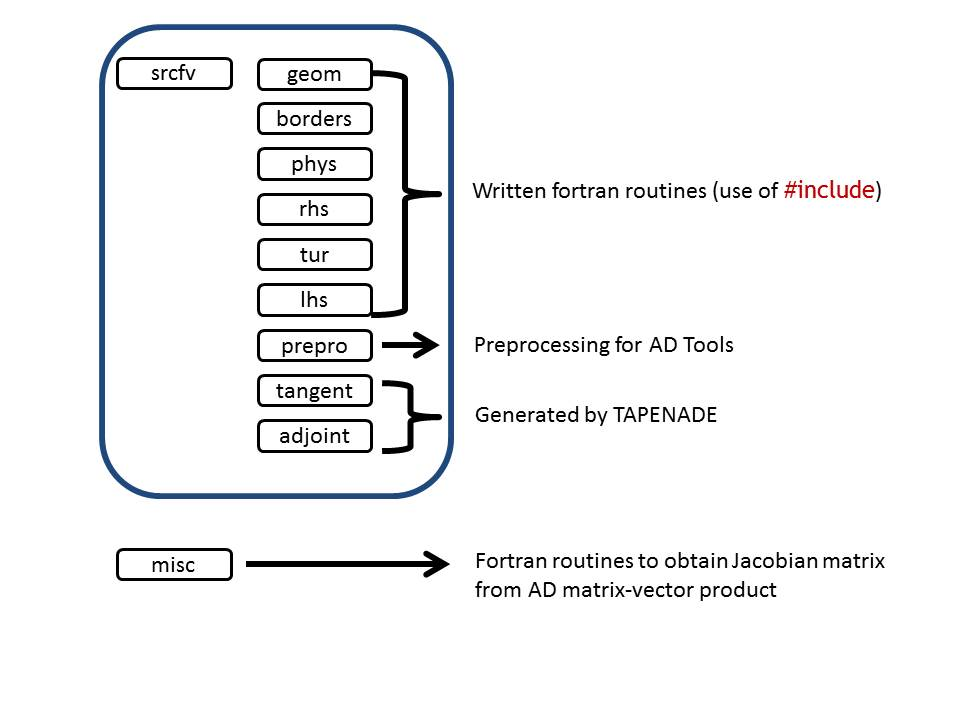 srcfv
geom
borders
phys
rhs
tur
lhs
prepro
tangent
adjoint
Written fortran routines (use of #include)
Preprocessing for AD Tools
Generated by TAPENADE
misc
Fortran routines to obtain Jacobian matrix
from AD matrix-vector product